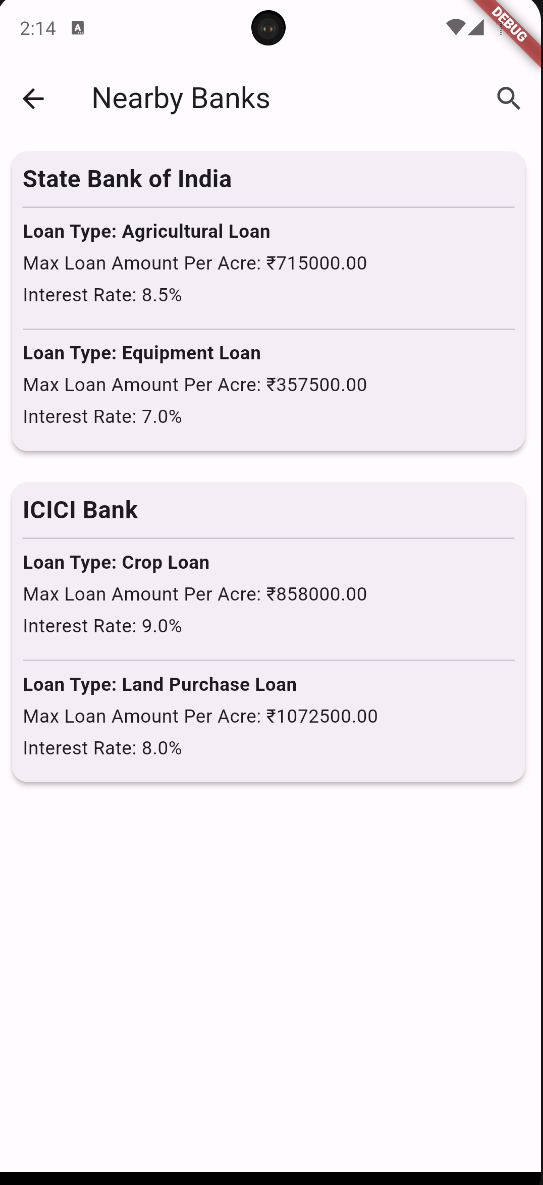 2:14
A
DEBUG
Nearby Banks
State Bank of India
Loan Type: Agricultural Loan
Max Loan Amount Per Acre: ₹715000.00
Interest Rate: 8.5%
Loan Type: Equipment Loan
Max Loan Amount Per Acre: ₹357500.00
Interest Rate: 7.0%
ICICI Bank
Loan Type: Crop Loan
Max Loan Amount Per Acre: ₹858000.00
Interest Rate: 9.0%
Loan Type: Land Purchase Loan
Max Loan Amount Per Acre: ₹1072500.00
Interest Rate: 8.0%